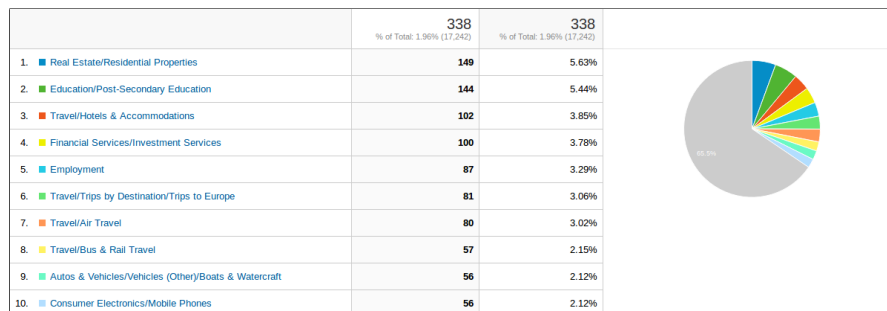 338 338
% of Total: 1.96% (17,242) % of Total: 1.96% (17,242)
1. Real Estate/Residential Properties 149 5.63%
2. Education/Post-Secondary Education 144 5.44%
3. Travel/Hotels & Accommodations 102 3.85%
4. Financial Services/Investment Services 100 3.78%
5. Employment 87 3.29%
6. Travel/Trips by Destination/Trips to Europe 81 3.06%
7. Travel/Air Travel 80 3.02%
8. Travel/Bus & Rail Travel 57 2.15%
9. Autos & Vehicles/Vehicles (Other)/Boats & Watercraft 56 2.12%
10. Consumer Electronics/Mobile Phones 56 2.12%
65.5%